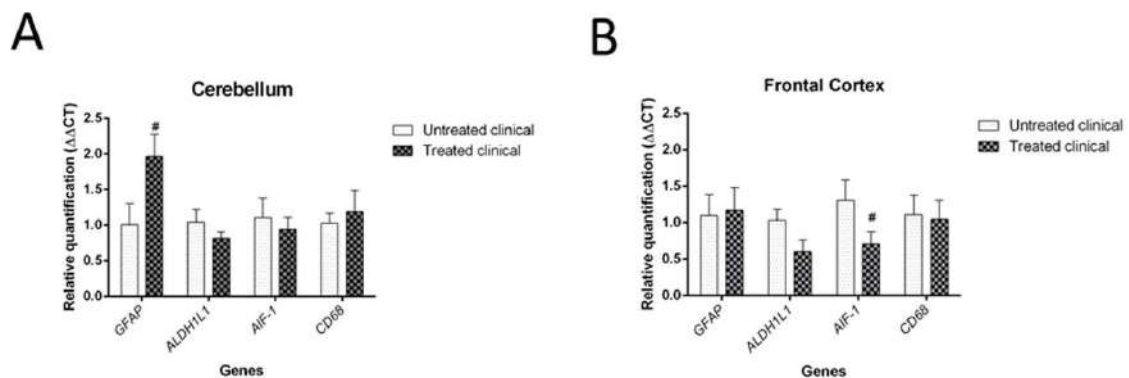 A
Cerebellum
Relative quantification (ΔΔCT)
2.5
2.0
1.5
1.0
0.5
0.0
#
GFAP
ALDH1L1
AIF-1
CD68
Genes
Untreated clinical
Treated clinical
B
Frontal Cortex
Relative quantification (ΔΔCT)
2.5
2.0
1.5
1.0
0.5
0.0
#
GFAP
ALDH1L1
AIF-1
CD68
Genes
Untreated clinical
Treated clinical